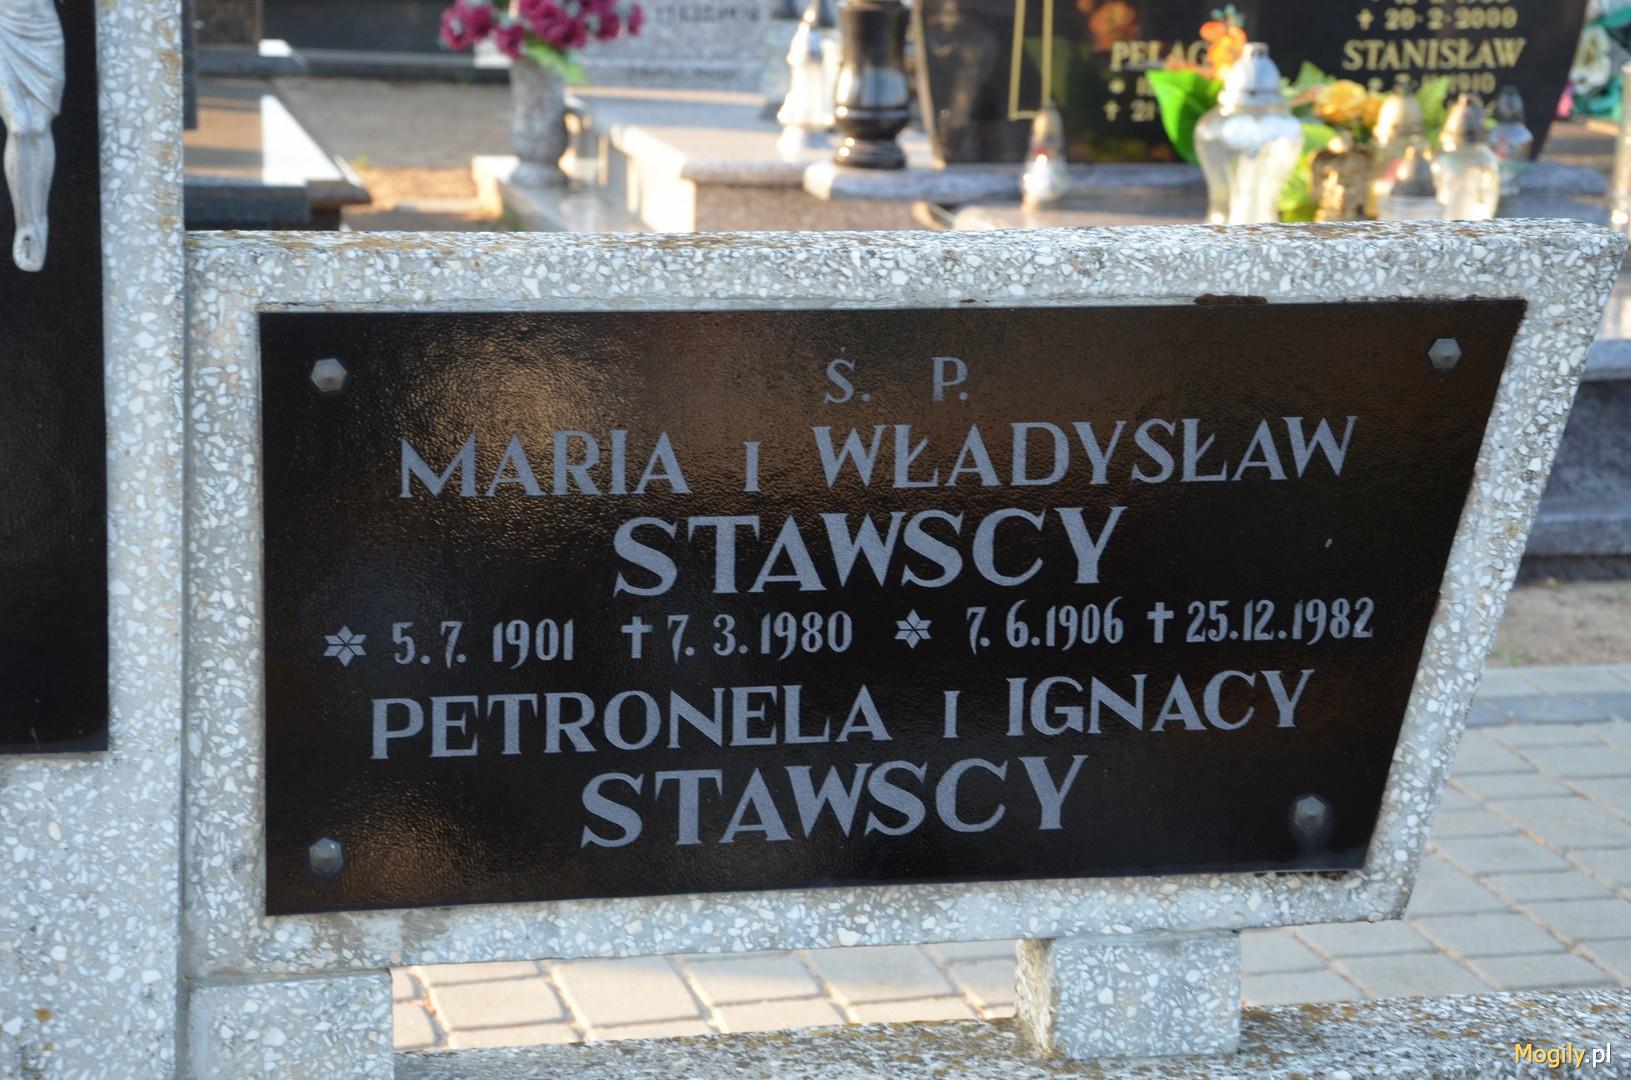 ✝ 20-2-2000
PELAG
STANISŁAW
Ś. P.
MARIA I WŁADYSŁAW
STAWSCY
✶ 5.7. 1901 ✝ 7.3.1980 ✶ 7.6.1906 ✝ 25.12.1982
PETRONELA I IGNACY
STAWSCY
Mogily.pl